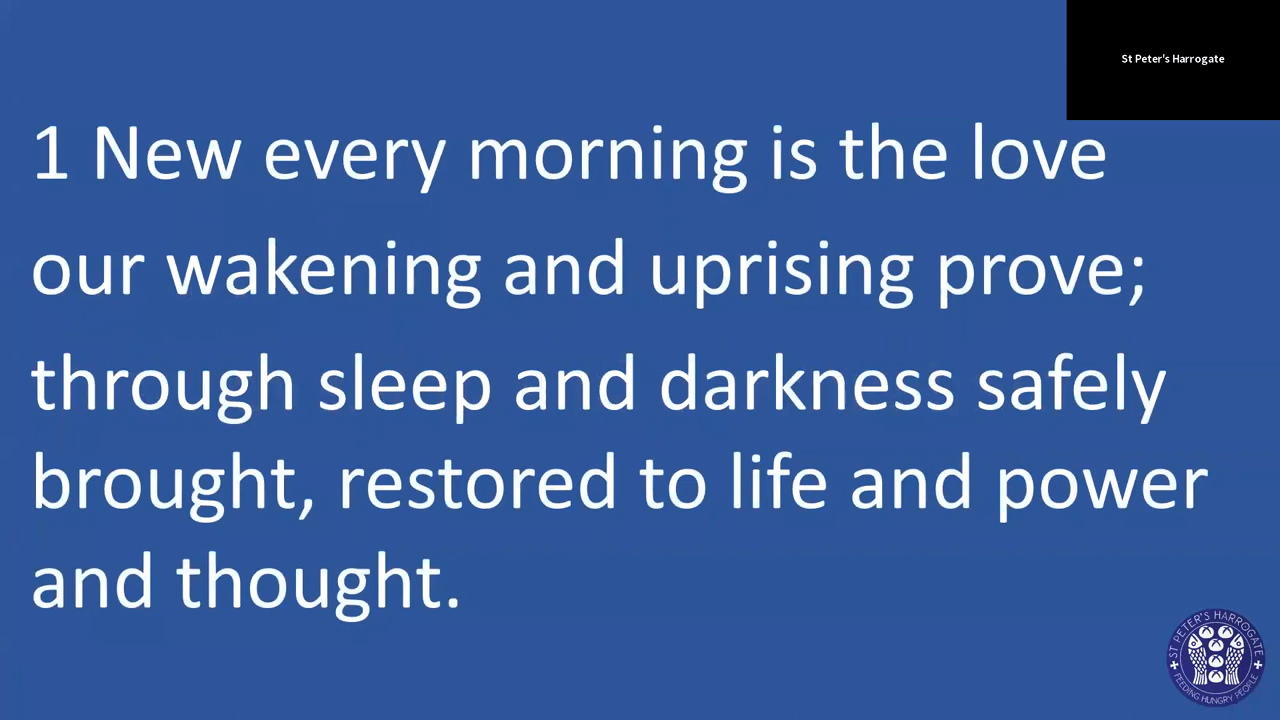 St Peter's Harrogate
1 New every morning is the love
our wakening and uprising prove;
through sleep and darkness safely
brought, restored to life and power
and thought.
ST PETER'S HARROGATE
FEEDING HUNGRY PEOPLE